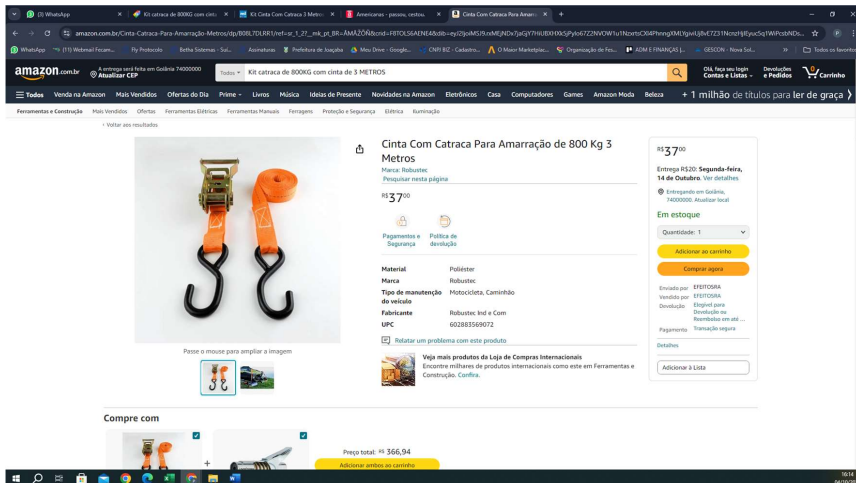 (3) WhatsApp
Kit catraca de 800KG com cint
Kit Cinta Com Catraca 3 Metro
Americanas - passou, cestou.
Cinta Com Catraca Para Amarr
amazon.com.br/Cinta-Catraca-Para-Amarração-Metros/dp/B0BL7DLRR1/
WhatsApp
(11) Webmail Fecam...
Fly Protocolo
Betha Sistemas - Sui...
Assinaturas
Prefeitura de Joaçaba
Meu Drive - Google...
CNPJ BIZ - Cadastro...
O Maior Marketplac...
Organização de Fes...
ADM E FINANÇAS |...
GESCON - Nova Sol...
Todos os favoritos
amazon.com.br
A entrega será feita em Goiânia 74000000
Atualizar CEP
Todos
Kit catraca de 800KG com cinta de 3 METROS
Olá, faça seu login
Contas e Listas
Devoluções
e Pedidos
0
Carrinho
Todos
Venda na Amazon
Mais Vendidos
Ofertas do Dia
Prime
Livros
Música
Ideias de Presente
Novidades na Amazon
Eletrônicos
Casa
Computadores
Games
Amazon Moda
Beleza
+ 1 milhão de títulos para ler de graça
Ferramentas e Construção
Mais Vendidos
Ofertas
Ferramentas Elétricas
Ferramentas Manuais
Ferragens
Proteção e Segurança
Elétrica
Iluminação
‹ Voltar aos resultados
Cinta Com Catraca Para Amarração de 800 Kg 3
Metros
Marca: Robustec
Pesquisar nesta página
R$3700
Pagamentos e
Segurança
Política de
devolução
Material Poliéster
Marca Robustec
Tipo de manutenção Motocicleta, Caminhão
do veículo
Fabricante Robustec Ind e Com
UPC 602883569072
Relatar um problema com este produto
Veja mais produtos da Loja de Compras Internacionais
Encontre milhares de produtos internacionais como este em Ferramentas e
Construção. Confira.
Passe o mouse para ampliar a imagem
R$3700
Entrega R$20: Segunda-feira,
14 de Outubro. Ver detalhes
Entregando em Goiânia,
74000000. Atualizar local
Em estoque
Quantidade: 1
Adicionar ao carrinho
Comprar agora
Enviado por EFEITOSRA
Vendido por EFEITOSRA
Devolução Elegível para
Devolução ou
Reembolso em até ...
Pagamento Transação segura
Detalhes
Adicionar à Lista
Compre com
+
Preço total: R$ 366,94
Adicionar ambos ao carrinho
16:14